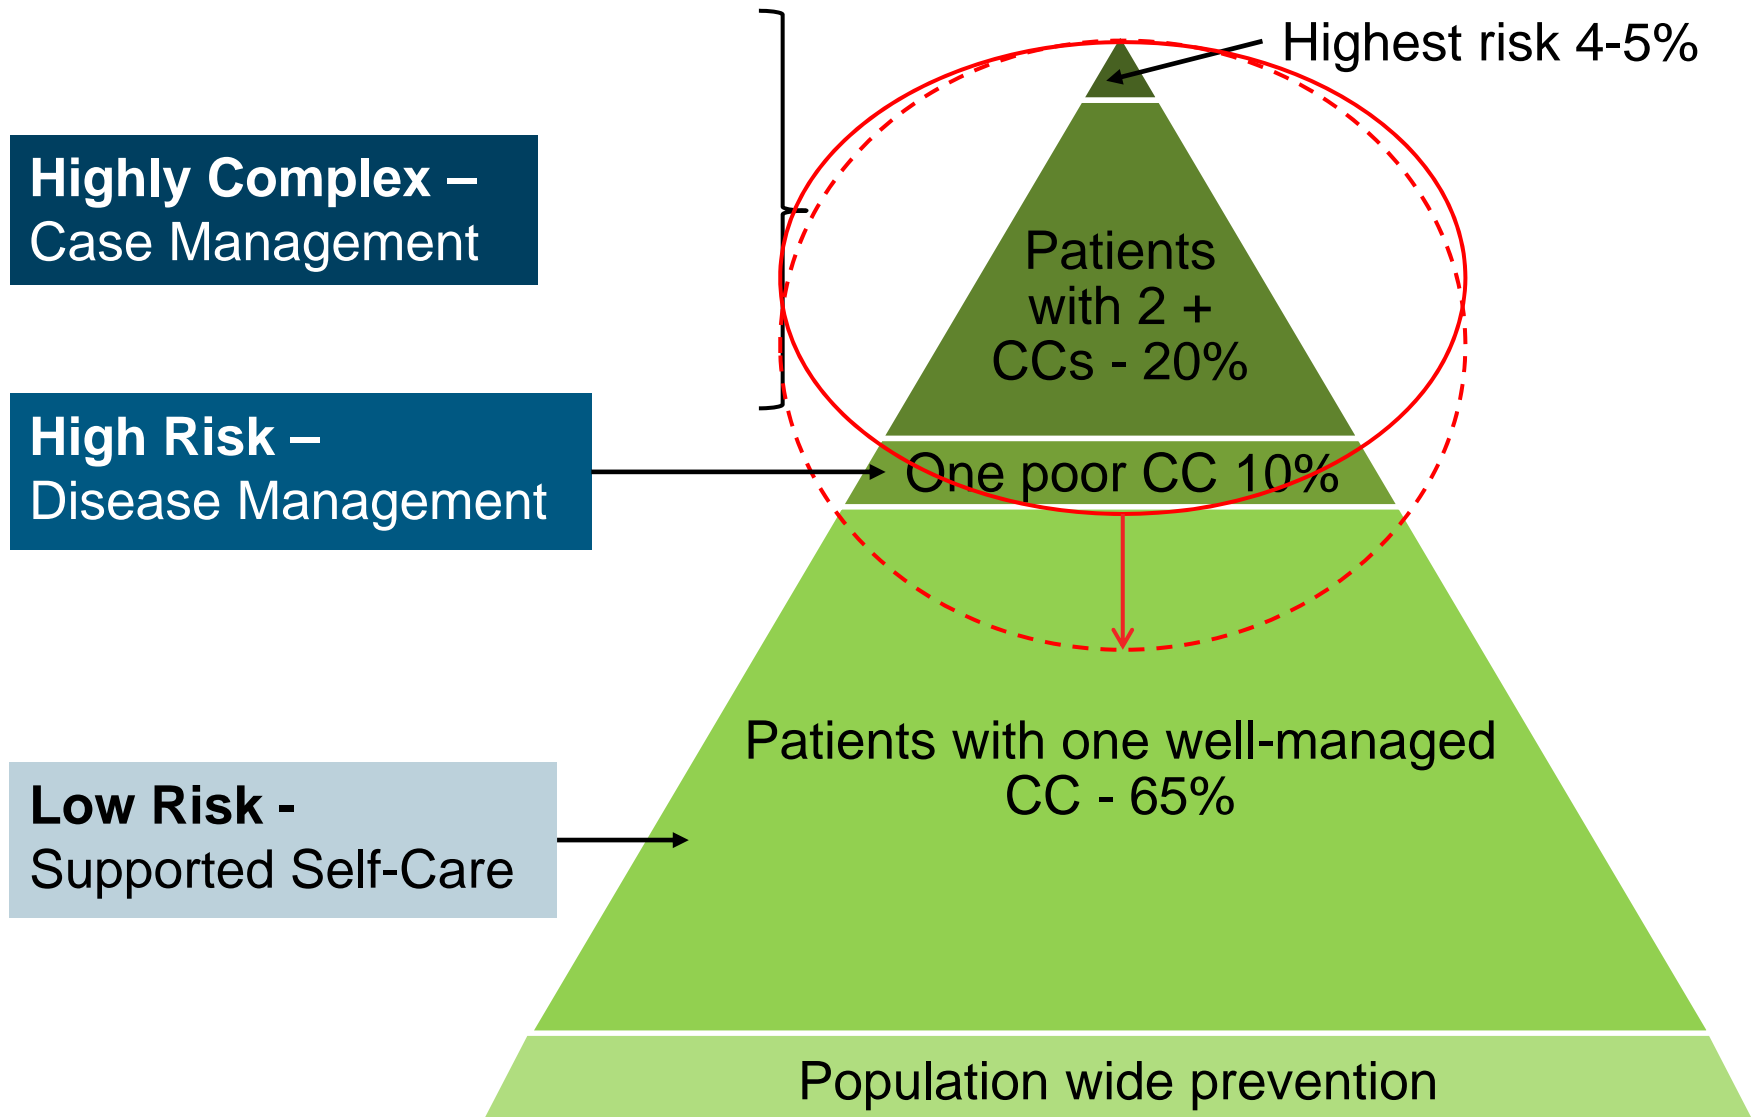 Highest risk 4-5%
Highly Complex –
Case Management
Patients
with 2 +
CCs - 20%
High Risk –
Disease Management
One poor CC 10%
Patients with one well-managed
CC - 65%
Low Risk -
Supported Self-Care
Population wide prevention